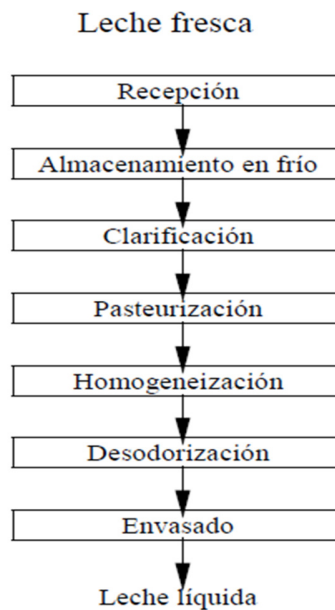 Leche fresca
Recepción
Almacenamiento en frío
Clarificación
Pasteurización
Homogeneización
Desodorización
Envasado
Leche líquida